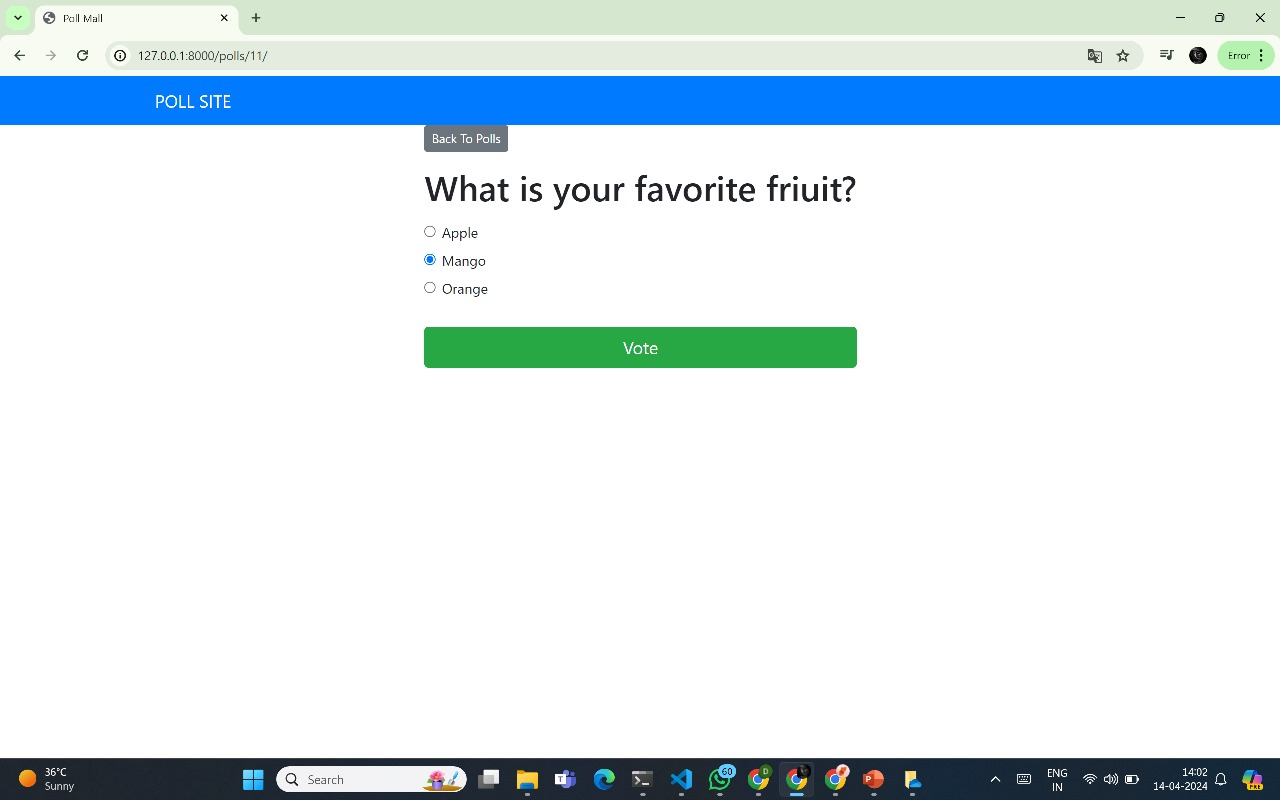 Poll Mall
127.0.0.1:8000/polls/11/
Error
POLL SITE
Back To Polls
What is your favorite friuit?
Apple
Mango
Orange
Vote
36°C
Sunny
Search
60
D
ENG
IN
14:02
14-04-2024
PRE